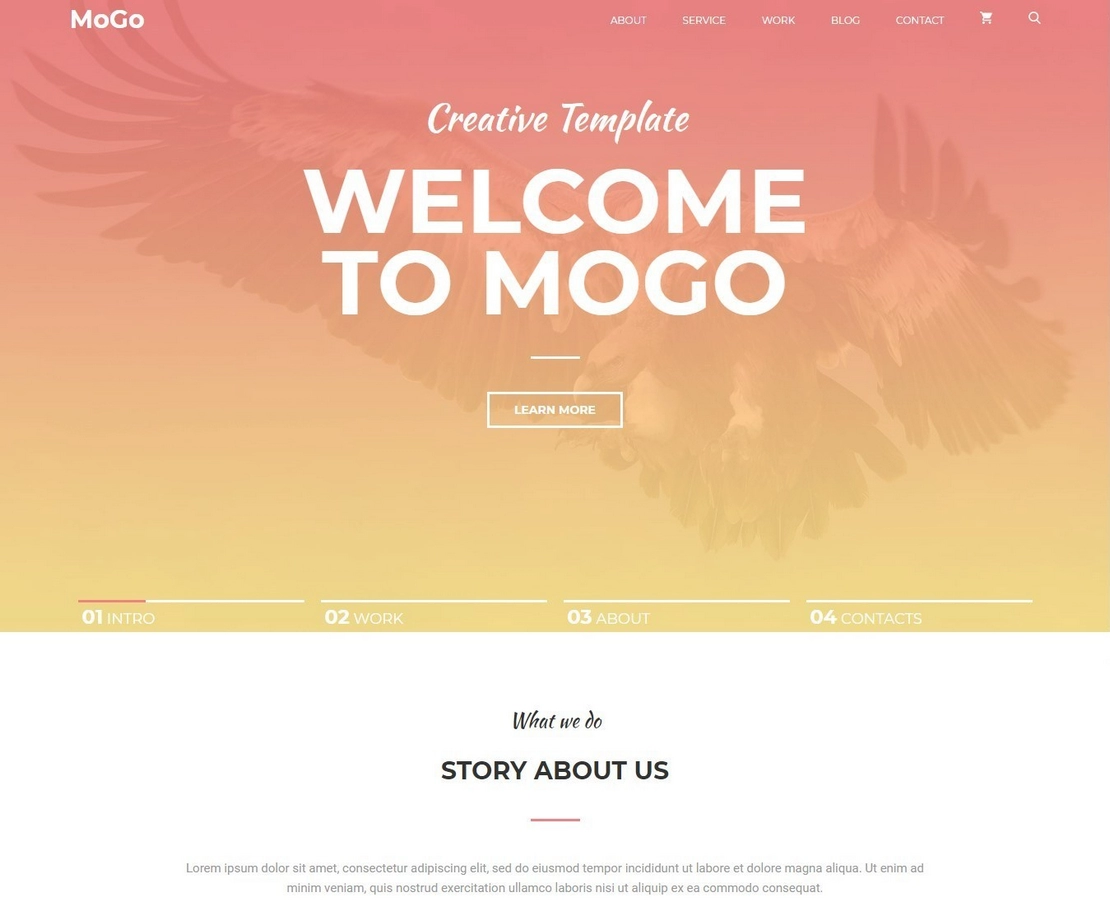 MoGo
ABOUT SERVICE WORK BLOG CONTACT
Creative Template
WELCOME
TO MOGO
LEARN MORE
01 INTRO
02 WORK
03 ABOUT
04 CONTACTS
What we do
STORY ABOUT US
Lorem ipsum dolor sit amet, consectetur adipiscing elit, sed do eiusmod tempor incididunt ut labore et dolore magna aliqua. Ut enim ad
minim veniam, quis nostrud exercitation ullamco laboris nisi ut aliquip ex ea commodo consequat.